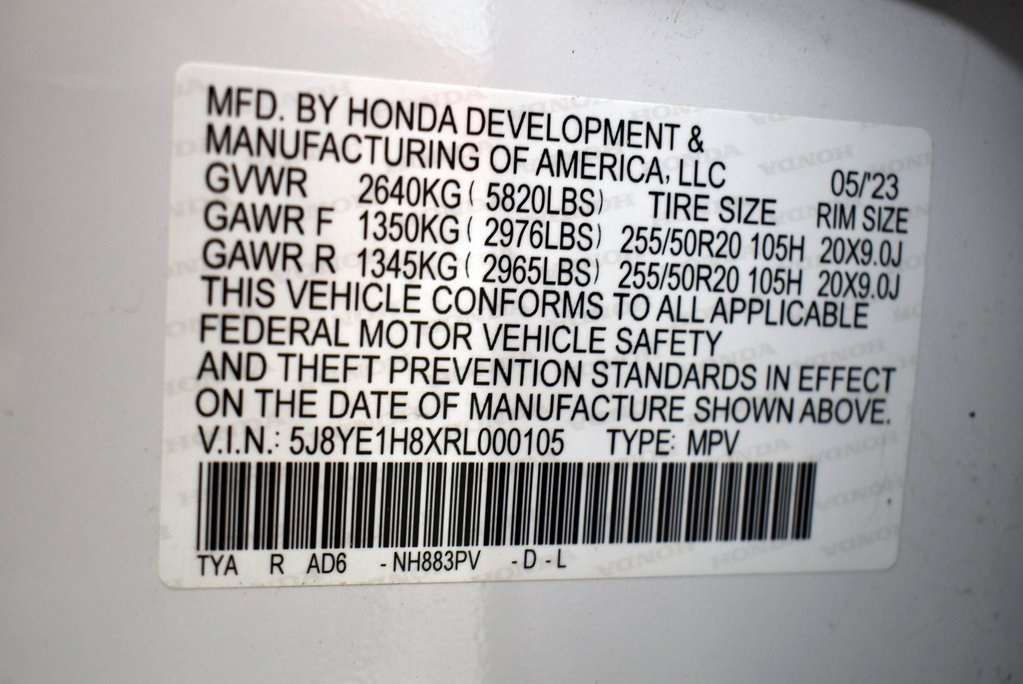 MFD. BY HONDA DEVELOPMENT &
MANUFACTURING OF AMERICA, LLC 05/'23
GVWR 2640KG ( 5820LBS) TIRE SIZE RIM SIZE
GAWR F 1350KG ( 2976LBS) 255/50R20 105H 20X9.0J
GAWR R 1345KG ( 2965LBS) 255/50R20 105H 20X9.0J
THIS VEHICLE CONFORMS TO ALL APPLICABLE
FEDERAL MOTOR VEHICLE SAFETY
AND THEFT PREVENTION STANDARDS IN EFFECT
ON THE DATE OF MANUFACTURE SHOWN ABOVE.
V.I.N.: 5J8YE1H8XRL000105 TYPE: MPV
TYA R AD6 -NH883PV -D -L